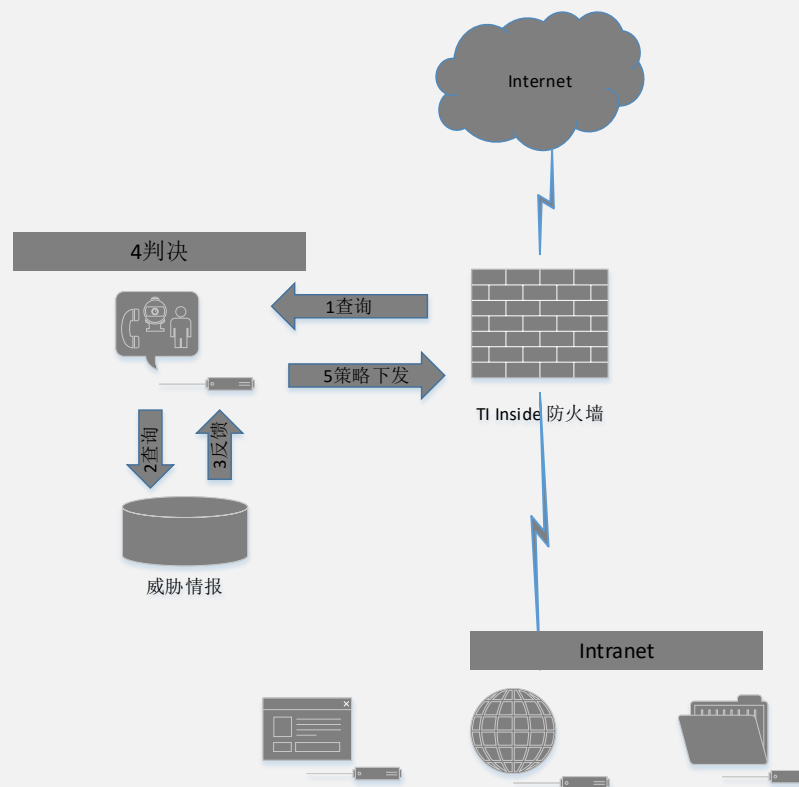 Internet
4判决
1查询
5策略下发
TI Inside 防火墙
2查询
3反馈
威胁情报
Intranet